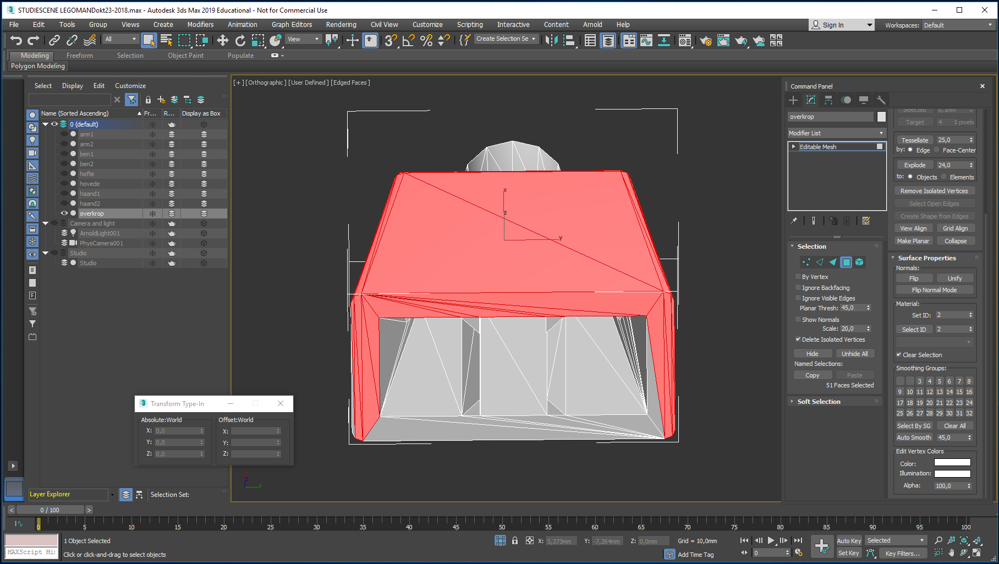 STUDIESCENE LEGOMANDokt23-2018.max - Autodesk 3ds Max 2019 Educational - Not for Commercial Use
File Edit Tools Group Views Create Modifiers Animation Graph Editors Rendering Civil View Customize Scripting Interactive Content Arnold Help
Sign In Workspaces: Default
All View Create Selection Se
Modeling Freeform Selection Object Paint Populate
Polygon Modeling
Select Display Edit Customize
[+] [Orthographic] [User Defined] [Edged Faces]
Name (Sorted Ascending) Fr... R... Display as Box
0 (default)
arm1
arm2
ben1
ben2
hofte
hovede
haand1
haand2
overkrop
Camera and light
ArnoldLight001
PhysCamera001
Studio
Studio
x
z
y
Transform Type-In
Absolute:World Offset:World
X: 0,0 X:
Y: 0,0 Y:
Z: 0,0 Z:
z
y
Layer Explorer Selection Set:
Command Panel
overkrop
Modifier List
Editable Mesh
Selection
By Vertex
Ignore Backfacing
Ignore Visible Edges
Planar Thresh: 45,0
Show Normals
Scale: 20,0
Delete Isolated Vertices
Hide Unhide All
Named Selections:
Copy Paste
51 Faces Selected
Soft Selection
Selected 0,1mm
Target 4 pixels
Tessellate 25,0
by: Edge Face-Center
Explode 24,0
to: Objects Elements
Remove Isolated Vertices
Select Open Edges
Create Shape from Edges
View Align Grid Align
Make Planar Collapse
Surface Properties
Normals:
Flip Unify
Flip Normal Mode
Material:
Set ID: 2
Select ID 2
Clear Selection
Smoothing Groups:
3 4 5 6 7 8
9 10 11 12 13 14 15 16
17 18 19 20 21 22 23 24
25 26 27 28 29 30 31 32
Select By SG Clear All
Auto Smooth 45,0
Edit Vertex Colors
Color:
Illumination:
Alpha: 100,0
< 0 / 100 >
0 5 10 15 20 25 30 35 40 45 50 55 60 65 70 75 80 85 90 95 100
1 Object Selected X: 5,373mm Y: -7,264mm Z: 0,0mm Grid = 10,0mm Auto Key Selected
MAXScript Mi: Click or click-and-drag to select objects Add Time Tag 0 Set Key Key Filters...